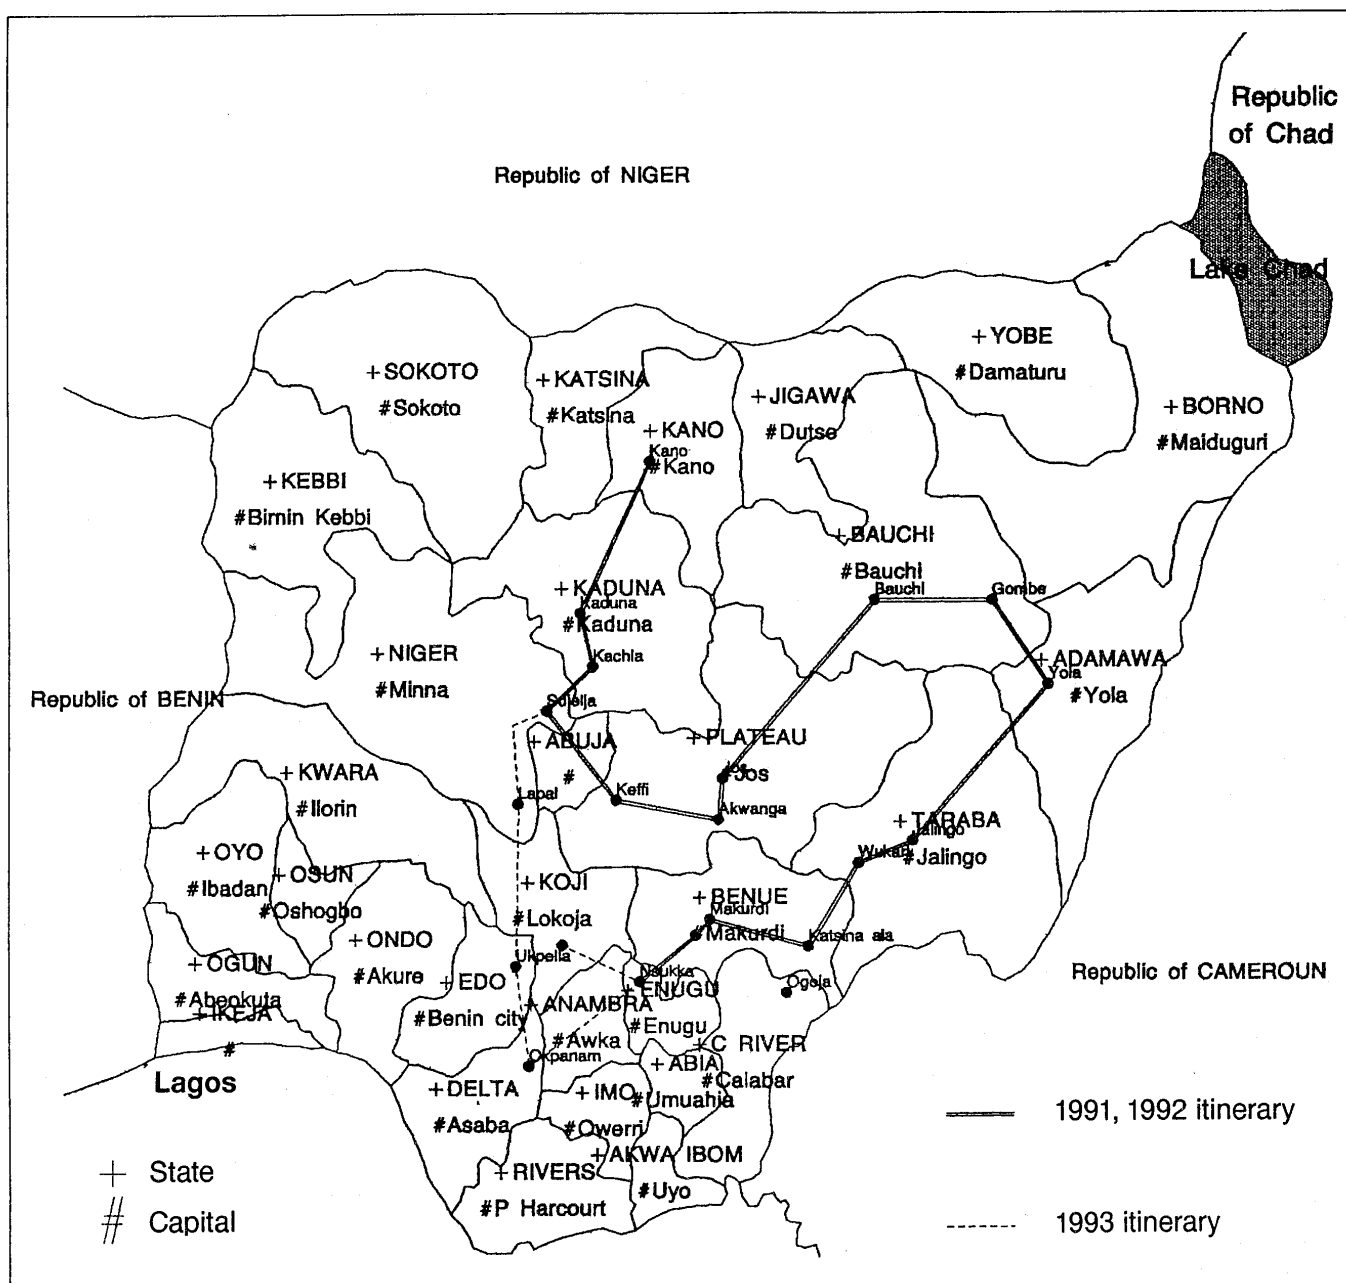 Republic
of Chad
Republic of NIGER
Lake Chad
+ YOBE
#Damaturu
+ SOKOTO
#Sokoto
+ KATSINA
#Katsina
+ JIGAWA
#Dutse
+ BORNO
#Maiduguri
+ KANO
Kano
#Kano
+ KEBBI
#Birnin Kebbi
+ BAUCHI
#Bauchi
Bauchi
Gombe
+ KADUNA
Kaduna
#Kaduna
+ NIGER
#Minna
Kachia
+ ADAMAWA
Yola
#Yola
Republic of BENIN
Suleija
+ ABUJA
#
+ PLATEAU
Jos
#Jos
+ KWARA
#Ilorin
Lapai
Keffi
Akwanga
+ TARABA
Jalingo
#Jalingo
Wukari
+ OYO
#Ibadan
+ OSUN
#Oshogbo
+ KOJI
#Lokoja
+ BENUE
Makurdi
#Makurdi
Katsina ala
+ ONDO
#Akure
Ukpella
+ OGUN
#Abeokuta
+ EDO
#Benin city
Nsukka
+ ENUGU
#Enugu
Ogoja
Republic of CAMEROUN
+ IKEJA
#
+ ANAMBRA
#Awka
Okpanam
+ C RIVER
#Calabar
Lagos
+ DELTA
#Asaba
+ IMO
#Owerri
+ ABIA
#Umuahia
1991, 1992 itinerary
+ AKWA IBOM
#Uyo
+ RIVERS
#P Harcourt
+ State
# Capital
1993 itinerary